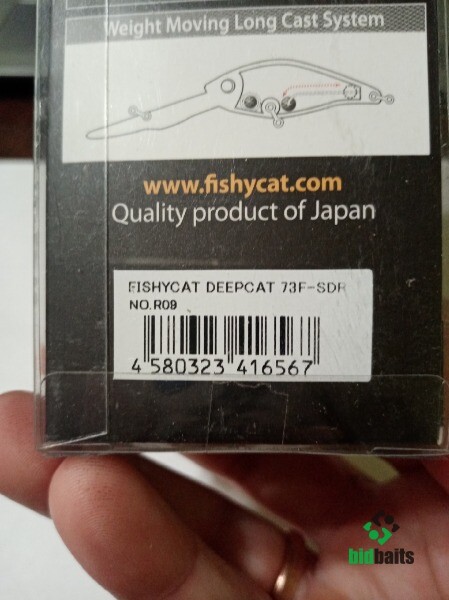 Weight Moving Long Cast System
www.fishycat.com
Quality product of Japan
FISHYCAT DEEPCAT 73F-SDR
NO.R09
4 580323 416567
bidbaits